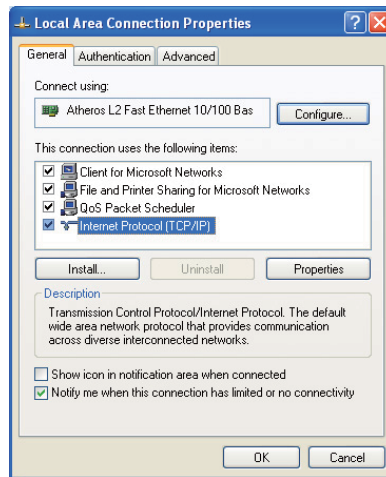 Local Area Connection Properties
General Authentication Advanced
Connect using:
Atheros L2 Fast Ethernet 10/100 Bas
Configure...
This connection uses the following items:
Client for Microsoft Networks
File and Printer Sharing for Microsoft Networks
QoS Packet Scheduler
Internet Protocol (TCP/IP)
Install... Uninstall Properties
Description
Transmission Control Protocol/Internet Protocol. The default
wide area network protocol that provides communication
across diverse interconnected networks.
Show icon in notification area when connected
Notify me when this connection has limited or no connectivity
OK Cancel